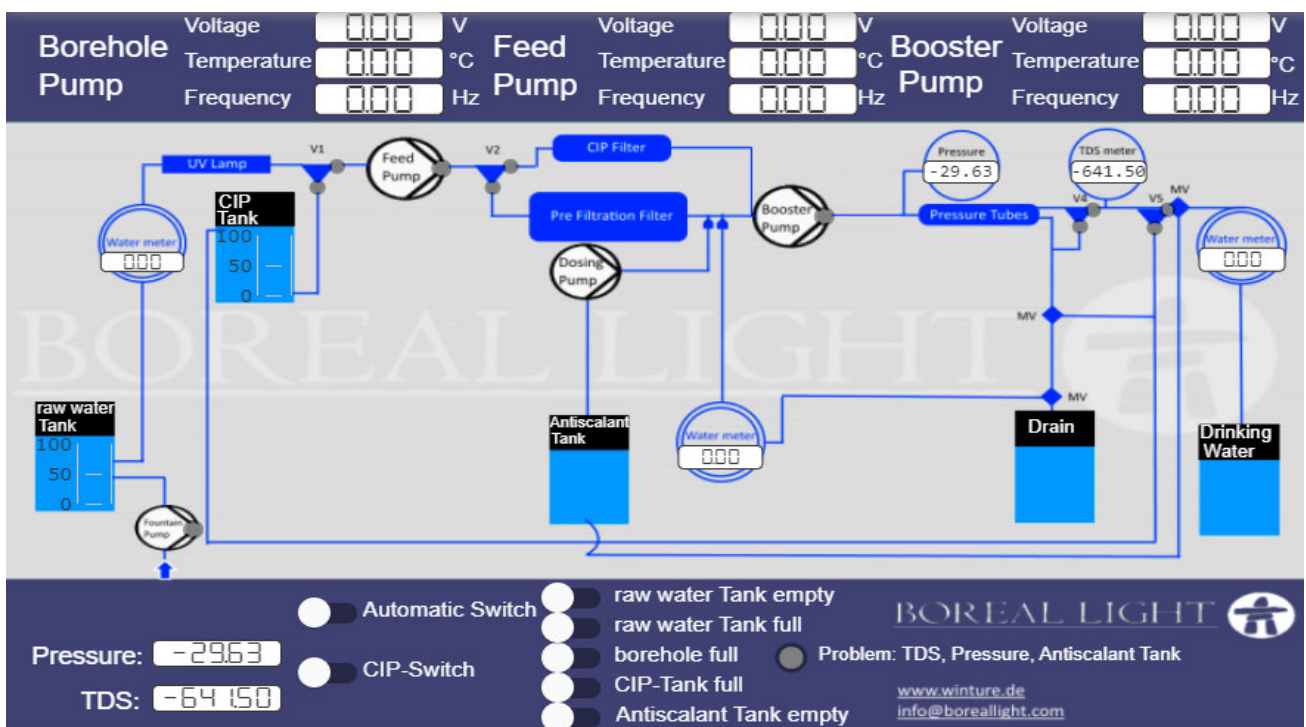 Borehole Pump
Voltage 0.00 V
Temperature 0.00 °C
Frequency 0.00 Hz
Feed Pump
Voltage 0.00 V
Temperature 0.00 °C
Frequency 0.00 Hz
Booster Pump
Voltage 0.00 V
Temperature 0.00 °C
Frequency 0.00 Hz
UV Lamp
V1
Feed
Pump
V2
CIP Filter
Pressure
-29.63
TDS meter
-641.50
CIP
Tank
100
50
0
Water meter
0.00
Pre Filtration Filter
Booster
Pump
Pressure Tubes
V4
V5
MV
Water meter
0.00
Dosing
Pump
MV
BOREAL LIGHT
MV
raw water
Tank
100
50
0
Antiscalant
Tank
Water meter
0.00
Drain
Drinking
Water
Fountain
Pump
Automatic Switch
CIP-Switch
Pressure: -29.63
TDS: -641.50
raw water Tank empty
raw water Tank full
borehole full
CIP-Tank full
Antiscalant Tank empty
BOREAL LIGHT
Problem: TDS, Pressure, Antiscalant Tank
www.winture.de
info@boreallight.com